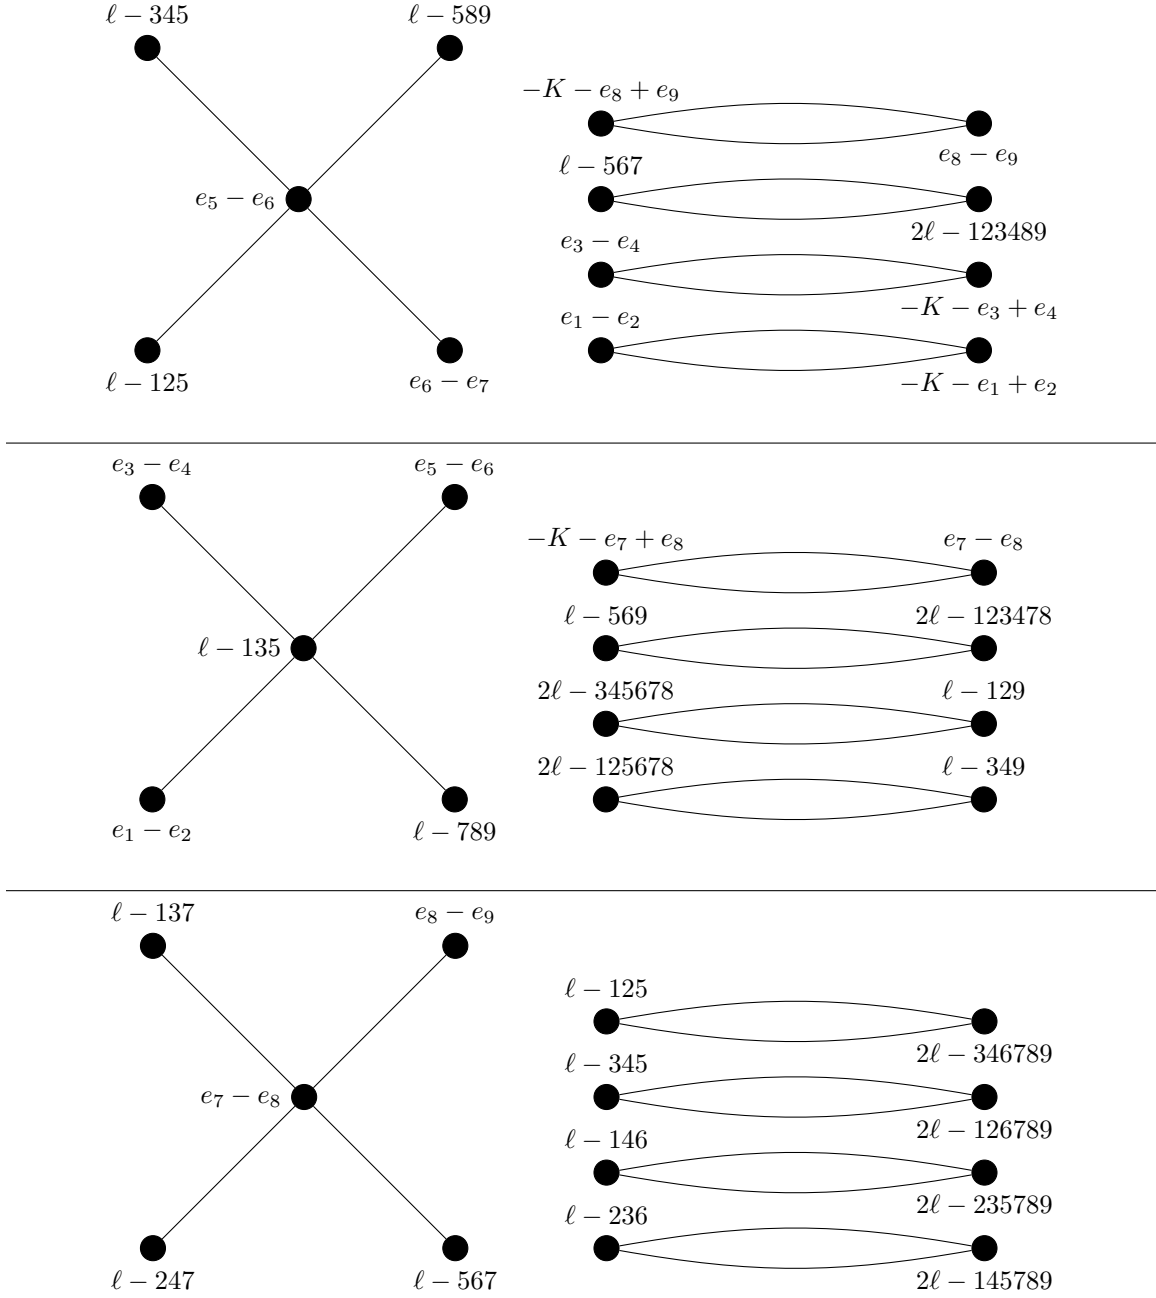 ℓ − 345
ℓ − 589
−K − e₈ + e₉
e₈ − e₉
ℓ − 567
e₅ − e₆
2ℓ − 123489
e₃ − e₄
−K − e₃ + e₄
e₁ − e₂
ℓ − 125
e₆ − e₇
−K − e₁ + e₂
e₃ − e₄
e₅ − e₆
−K − e₇ + e₈
e₇ − e₈
ℓ − 569
2ℓ − 123478
ℓ − 135
2ℓ − 345678
ℓ − 129
2ℓ − 125678
ℓ − 349
e₁ − e₂
ℓ − 789
ℓ − 137
e₈ − e₉
ℓ − 125
2ℓ − 346789
ℓ − 345
e₇ − e₈
2ℓ − 126789
ℓ − 146
2ℓ − 235789
ℓ − 236
ℓ − 247
ℓ − 567
2ℓ − 145789